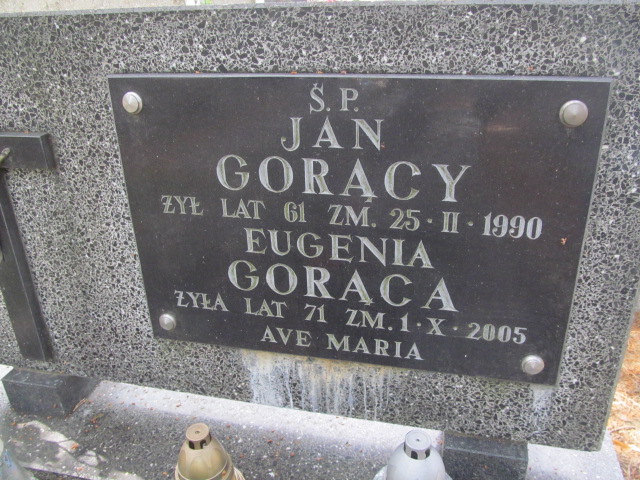 Ś.P.
JAN
GORĄCY
ŻYŁ LAT 61 ZM. 25·II·1990
EUGENIA
GORĄCA
ŻYŁA LAT 71 ZM. 1·X·2005
AVE MARIA